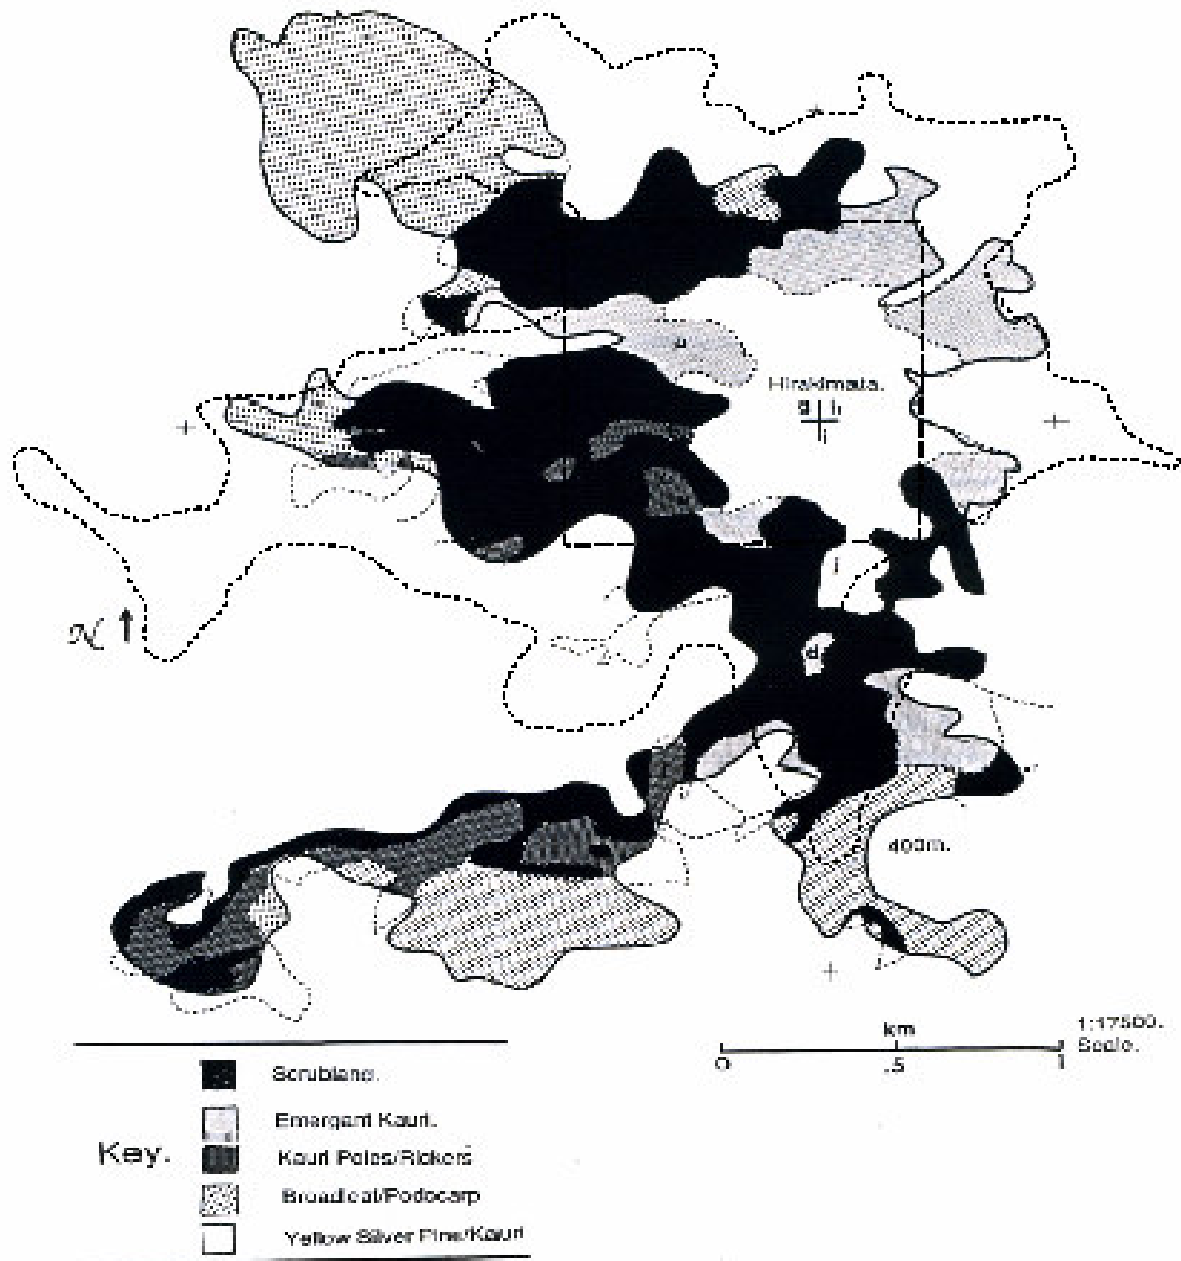 Hirakimata.
g h
i
a
N
j
2
d
400m.
km
1:17500.
Scale.
0 .5 1
Key.
Scrubland.
Emergant Kauri.
Kauri Poles/Rickers
Broadleaf/Podocarp
Yellow Silver Pine/Kauri